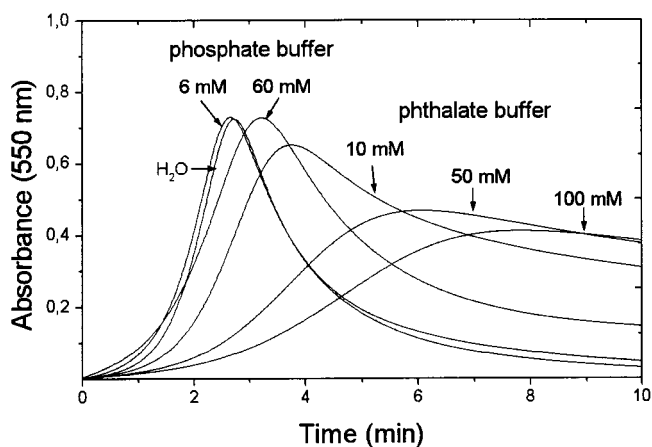 1,0
phosphate buffer
0,8
6 mM
60 mM
phthalate buffer
0,6
H₂O
10 mM
50 mM
100 mM
0,4
0,2
0
2
4
6
8
10
Absorbance (550 nm)
Time (min)